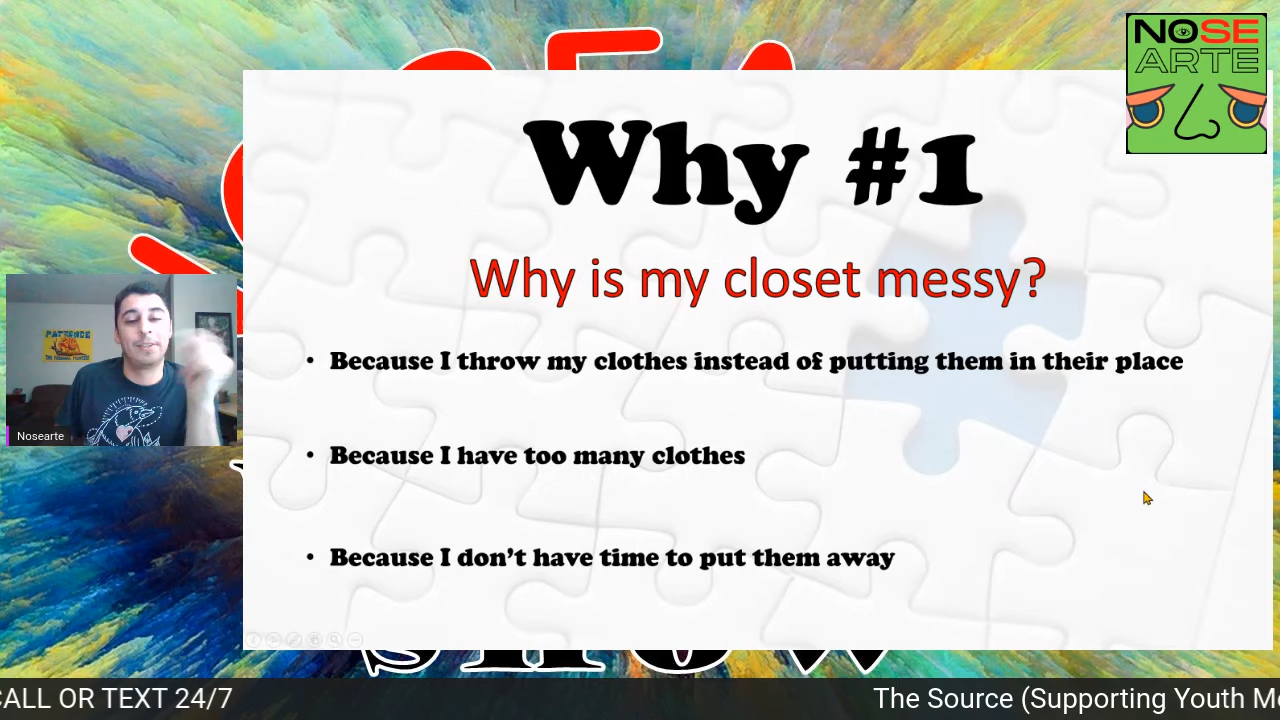 NOSE
ARTE
Why #1
Why is my closet messy?
• Because I throw my clothes instead of putting them in their place
• Because I have too many clothes
• Because I don’t have time to put them away
PATIENCE
Nosearte
SHOW
CALL OR TEXT 24/7
The Source (Supporting Youth M